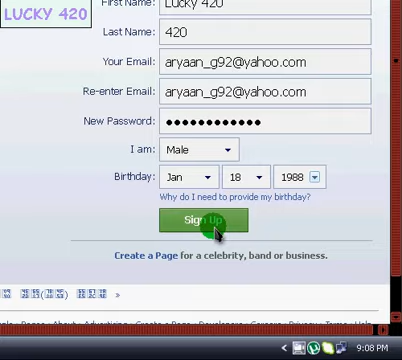 LUCKY 420
First Name: Lucky 420
Last Name: 420
Your Email: aryaan_g92@yahoo.com
Re-enter Email: aryaan_g92@yahoo.com
New Password: ••••••••••••
I am: Male
Birthday: Jan 18 1988
Why do I need to provide my birthday?
Sign Up
Create a Page for a celebrity, band or business.
»
9:08 PM